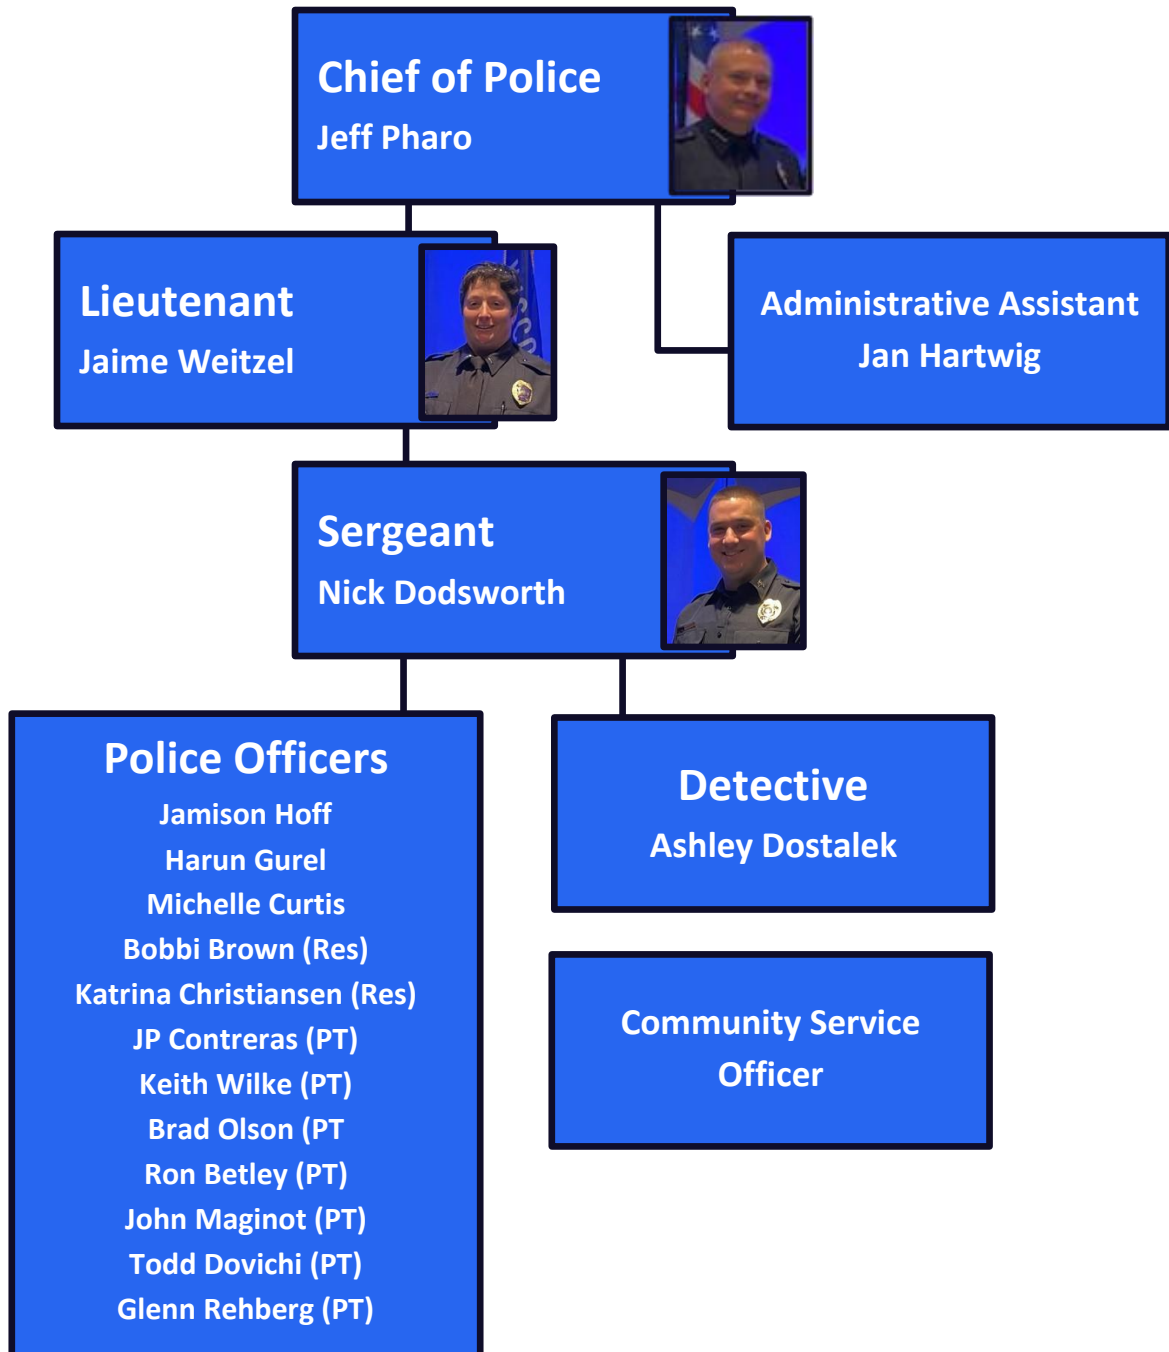 Chief of Police
Jeff Pharo
Lieutenant
Jaime Weitzel
Administrative Assistant
Jan Hartwig
Sergeant
Nick Dodsworth
Police Officers
Jamison Hoff
Harun Gurel
Michelle Curtis
Bobbi Brown (Res)
Katrina Christiansen (Res)
JP Contreras (PT)
Keith Wilke (PT)
Brad Olson (PT
Ron Betley (PT)
John Maginot (PT)
Todd Dovichi (PT)
Glenn Rehberg (PT)
Detective
Ashley Dostalek
Community Service
Officer